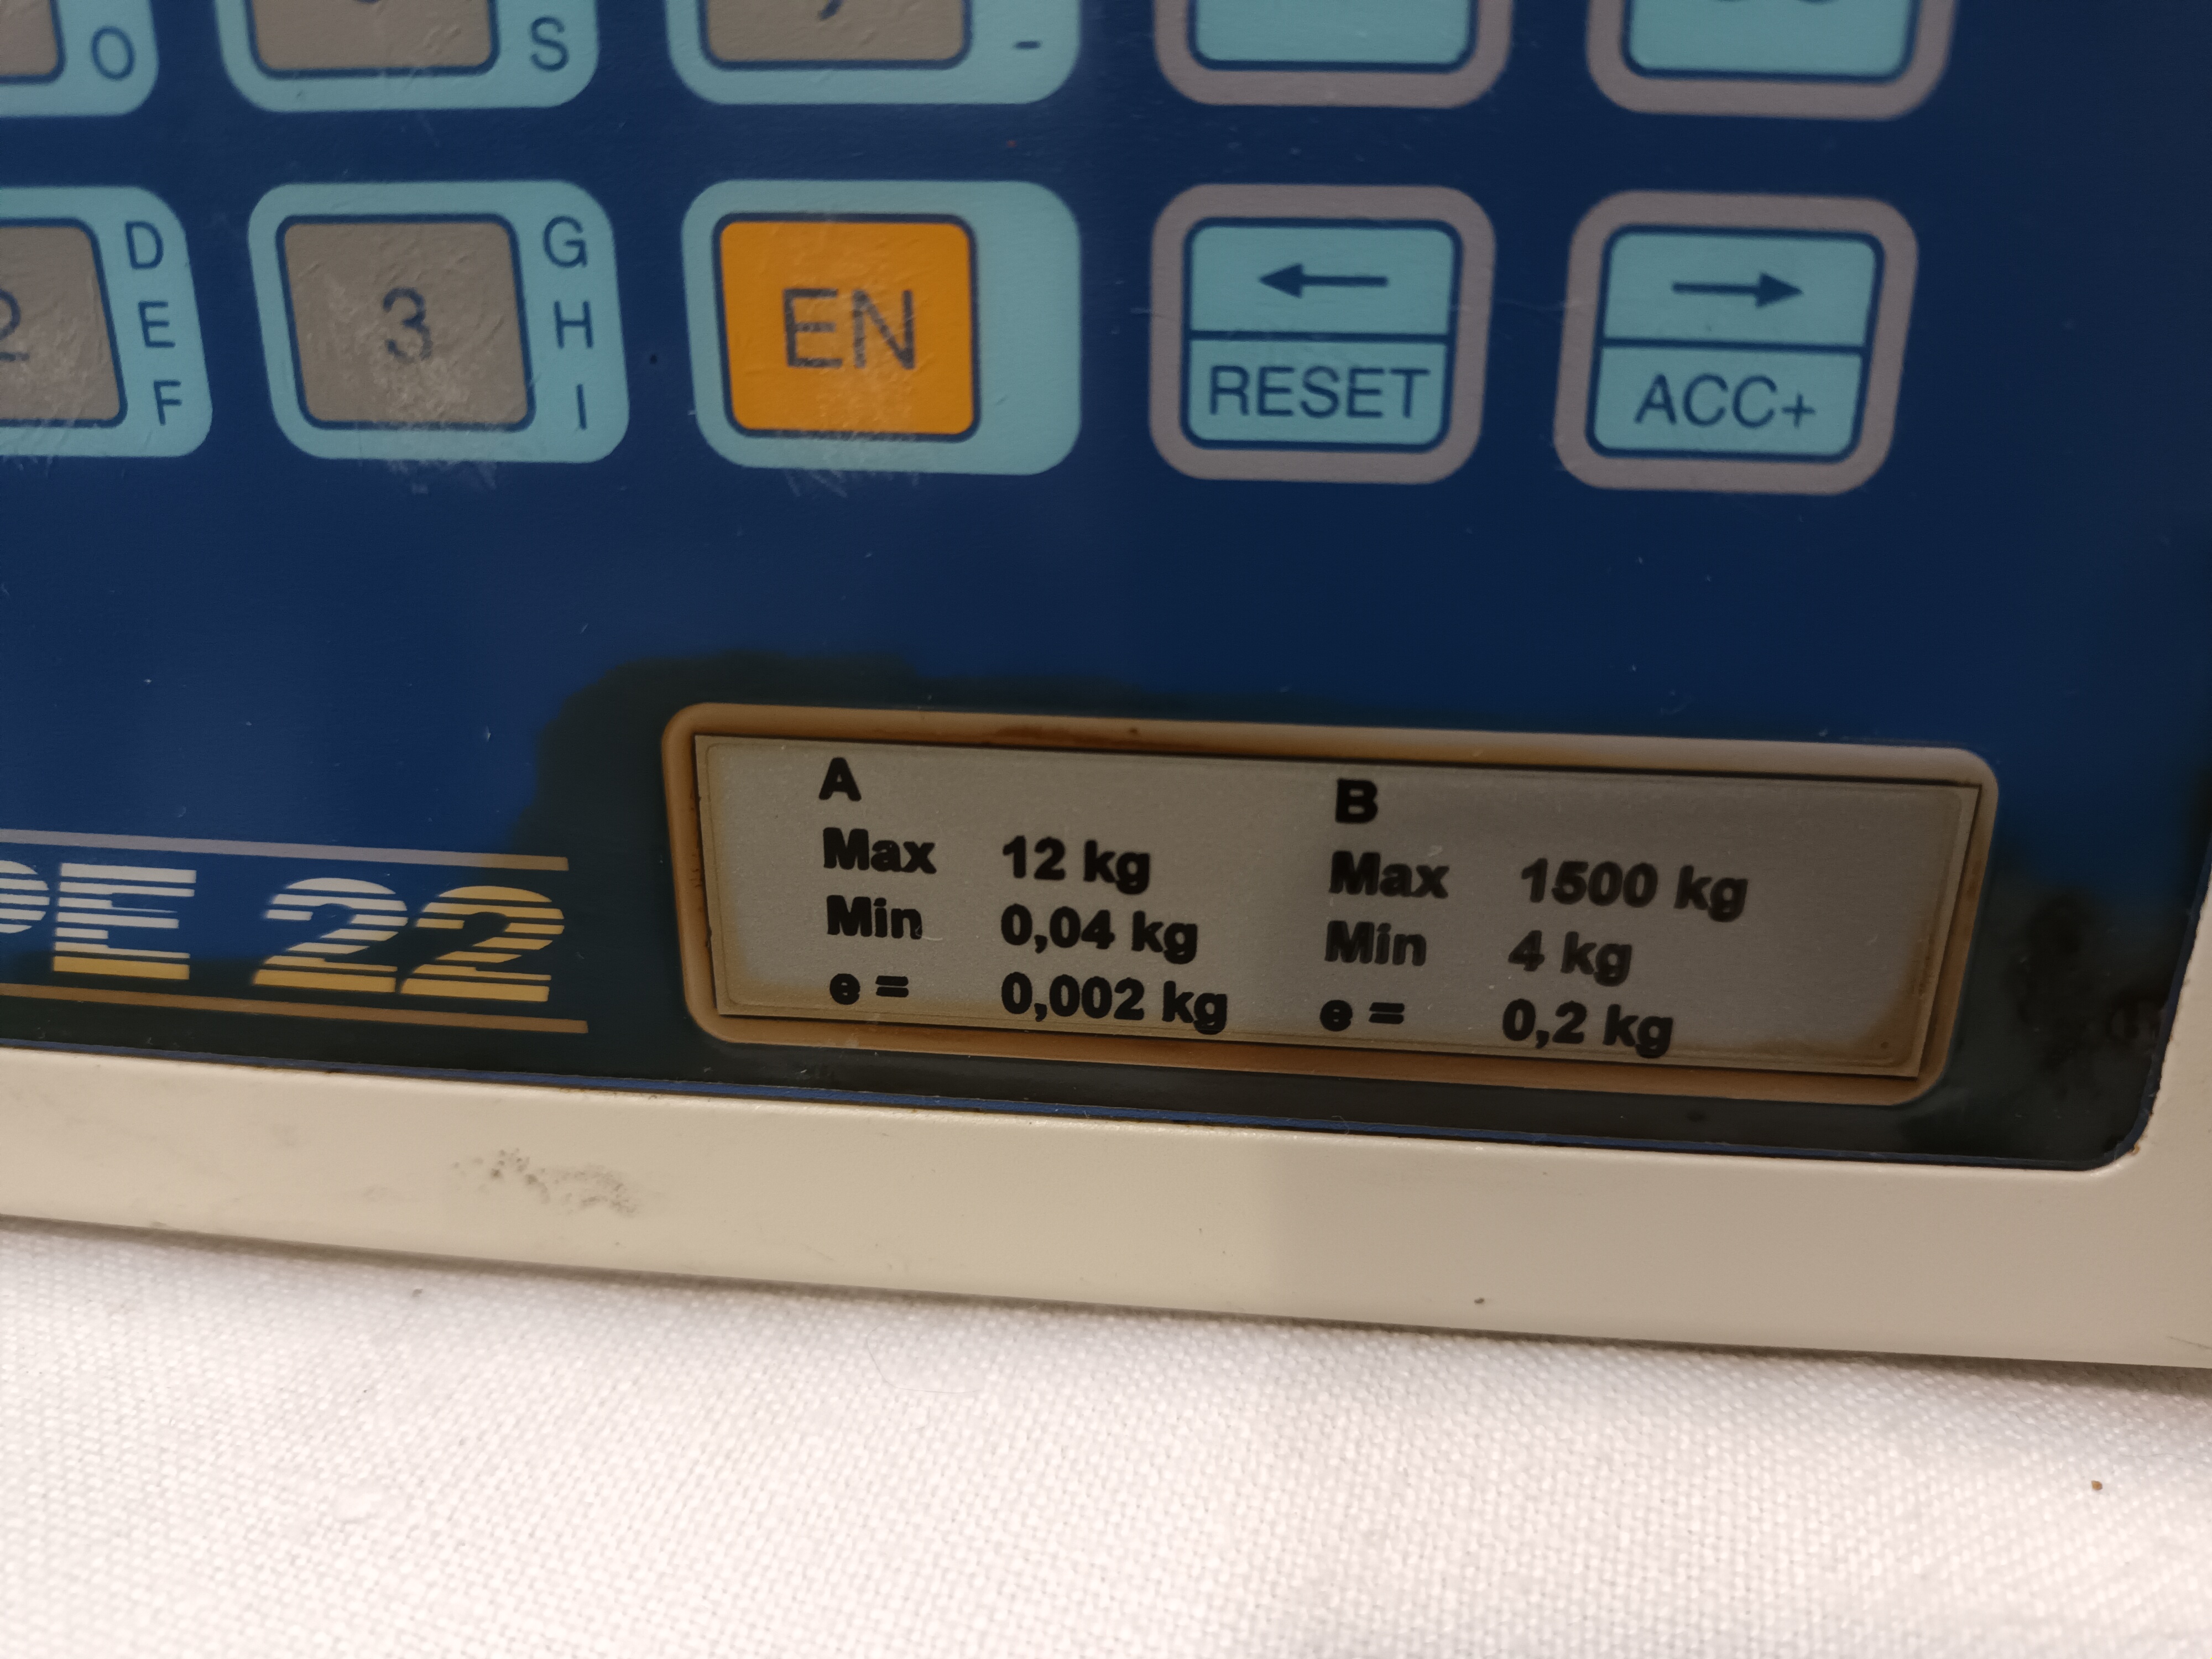 O
S
-
D
E
F
2
3
G
H
I
EN
←
RESET
→
ACC+
PE 22
A
Max 12 kg
Min 0,04 kg
e = 0,002 kg
B
Max 1500 kg
Min 4 kg
e = 0,2 kg